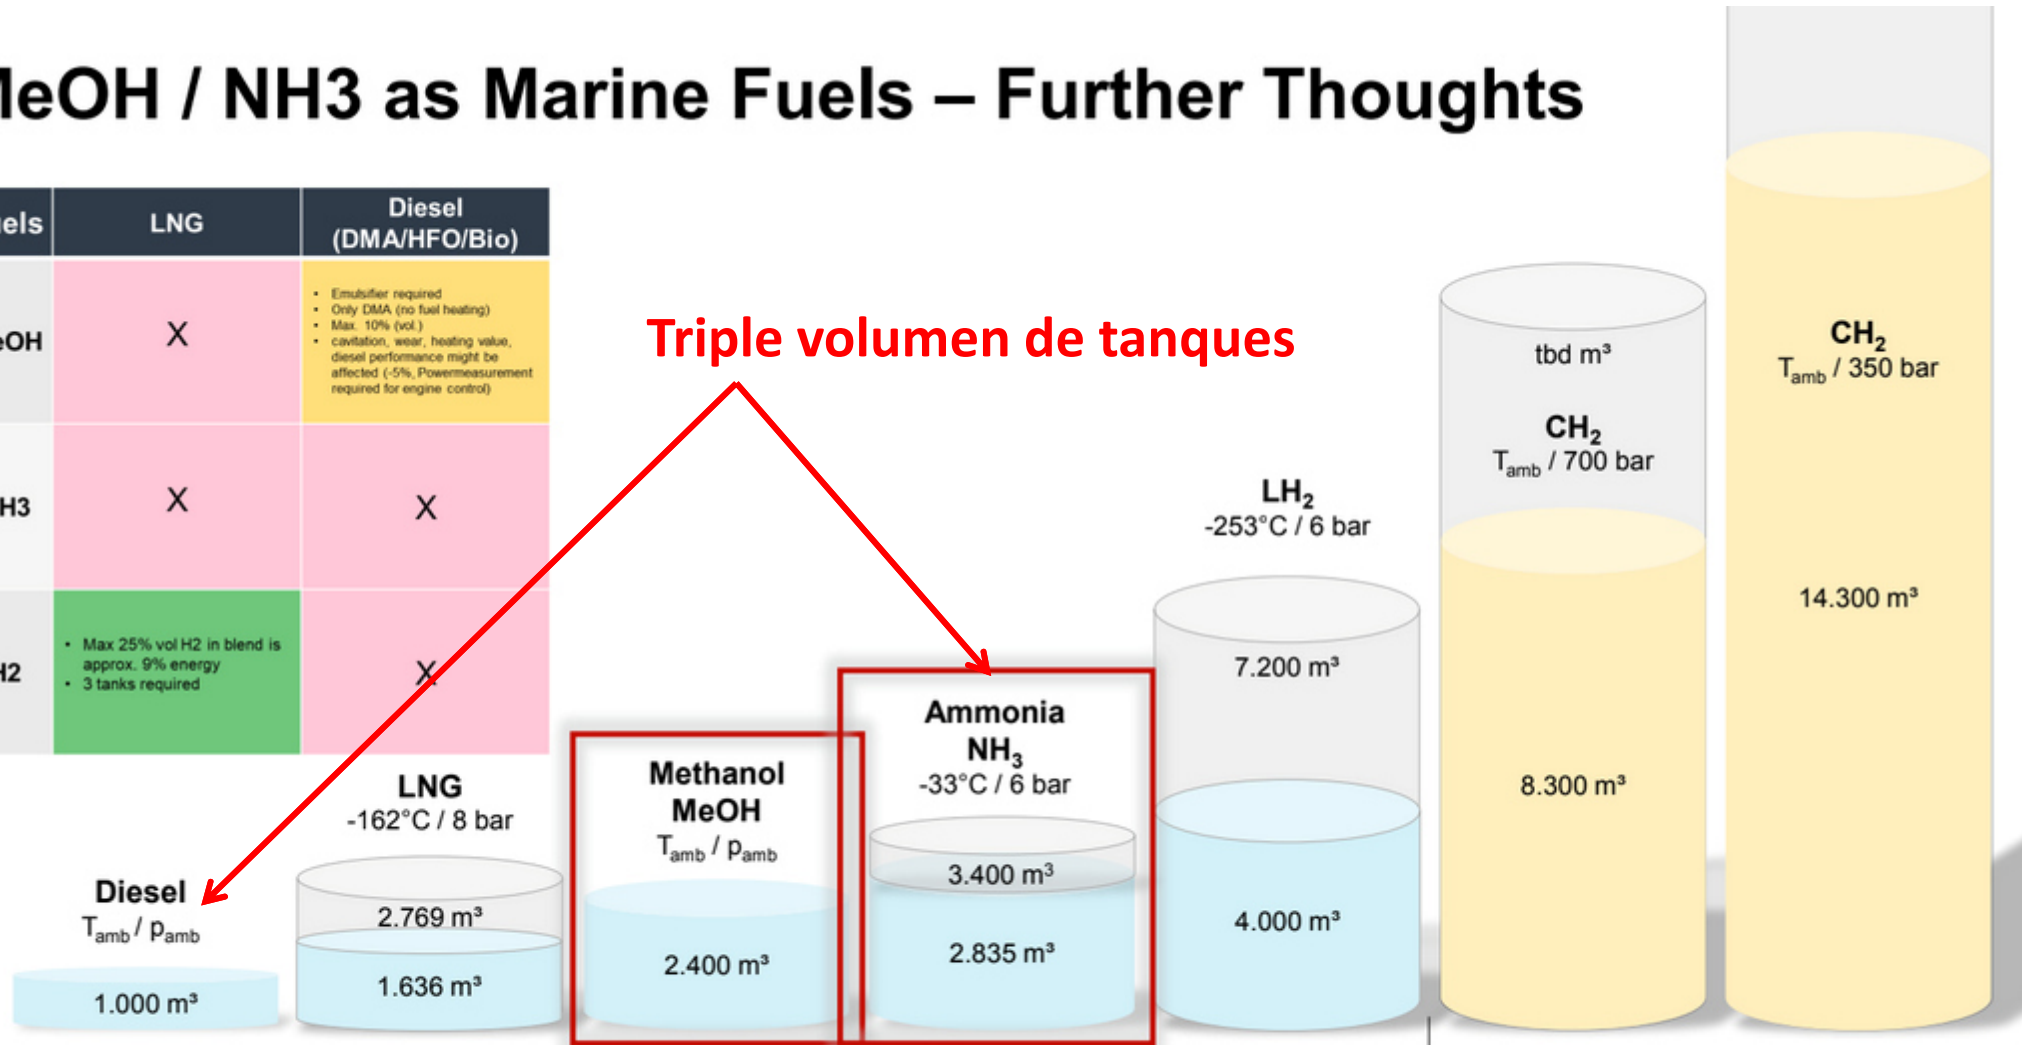 MeOH / NH3 as Marine Fuels – Further Thoughts
uels
LNG
Diesel
(DMA/HFO/Bio)
eOH
X
• Emulsifier required
• Only DMA (no fuel heating)
• Max. 10% (vol.)
• cavitation, wear, heating value,
diesel performance might be
affected (-5%, Powermeasurement
required for engine control)
H3
X
X
H2
• Max 25% vol H2 in blend is
approx. 9% energy
• 3 tanks required
X
Triple volumen de tanques
Diesel
Tamb / pamb
1.000 m³
LNG
-162°C / 8 bar
2.769 m³
1.636 m³
Methanol
MeOH
Tamb / pamb
2.400 m³
Ammonia
NH₃
-33°C / 6 bar
3.400 m³
2.835 m³
LH₂
-253°C / 6 bar
7.200 m³
4.000 m³
tbd m³
CH₂
Tamb / 700 bar
8.300 m³
CH₂
Tamb / 350 bar
14.300 m³